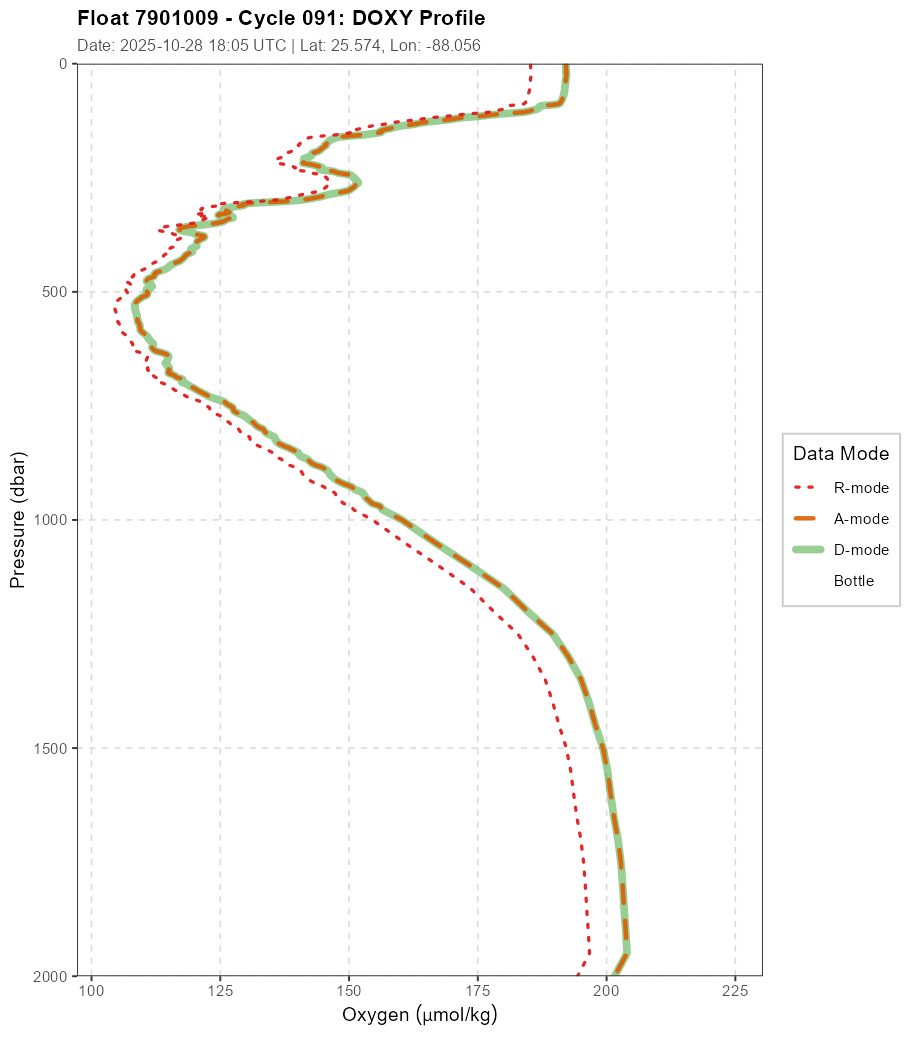 Float 7901009 - Cycle 091: DOXY Profile
Date: 2025-10-28 18:05 UTC | Lat: 25.574, Lon: -88.056
0
500
1000
1500
2000
Pressure (dbar)
100 125 150 175 200 225
Oxygen (µmol/kg)
Data Mode
R-mode
A-mode
D-mode
Bottle